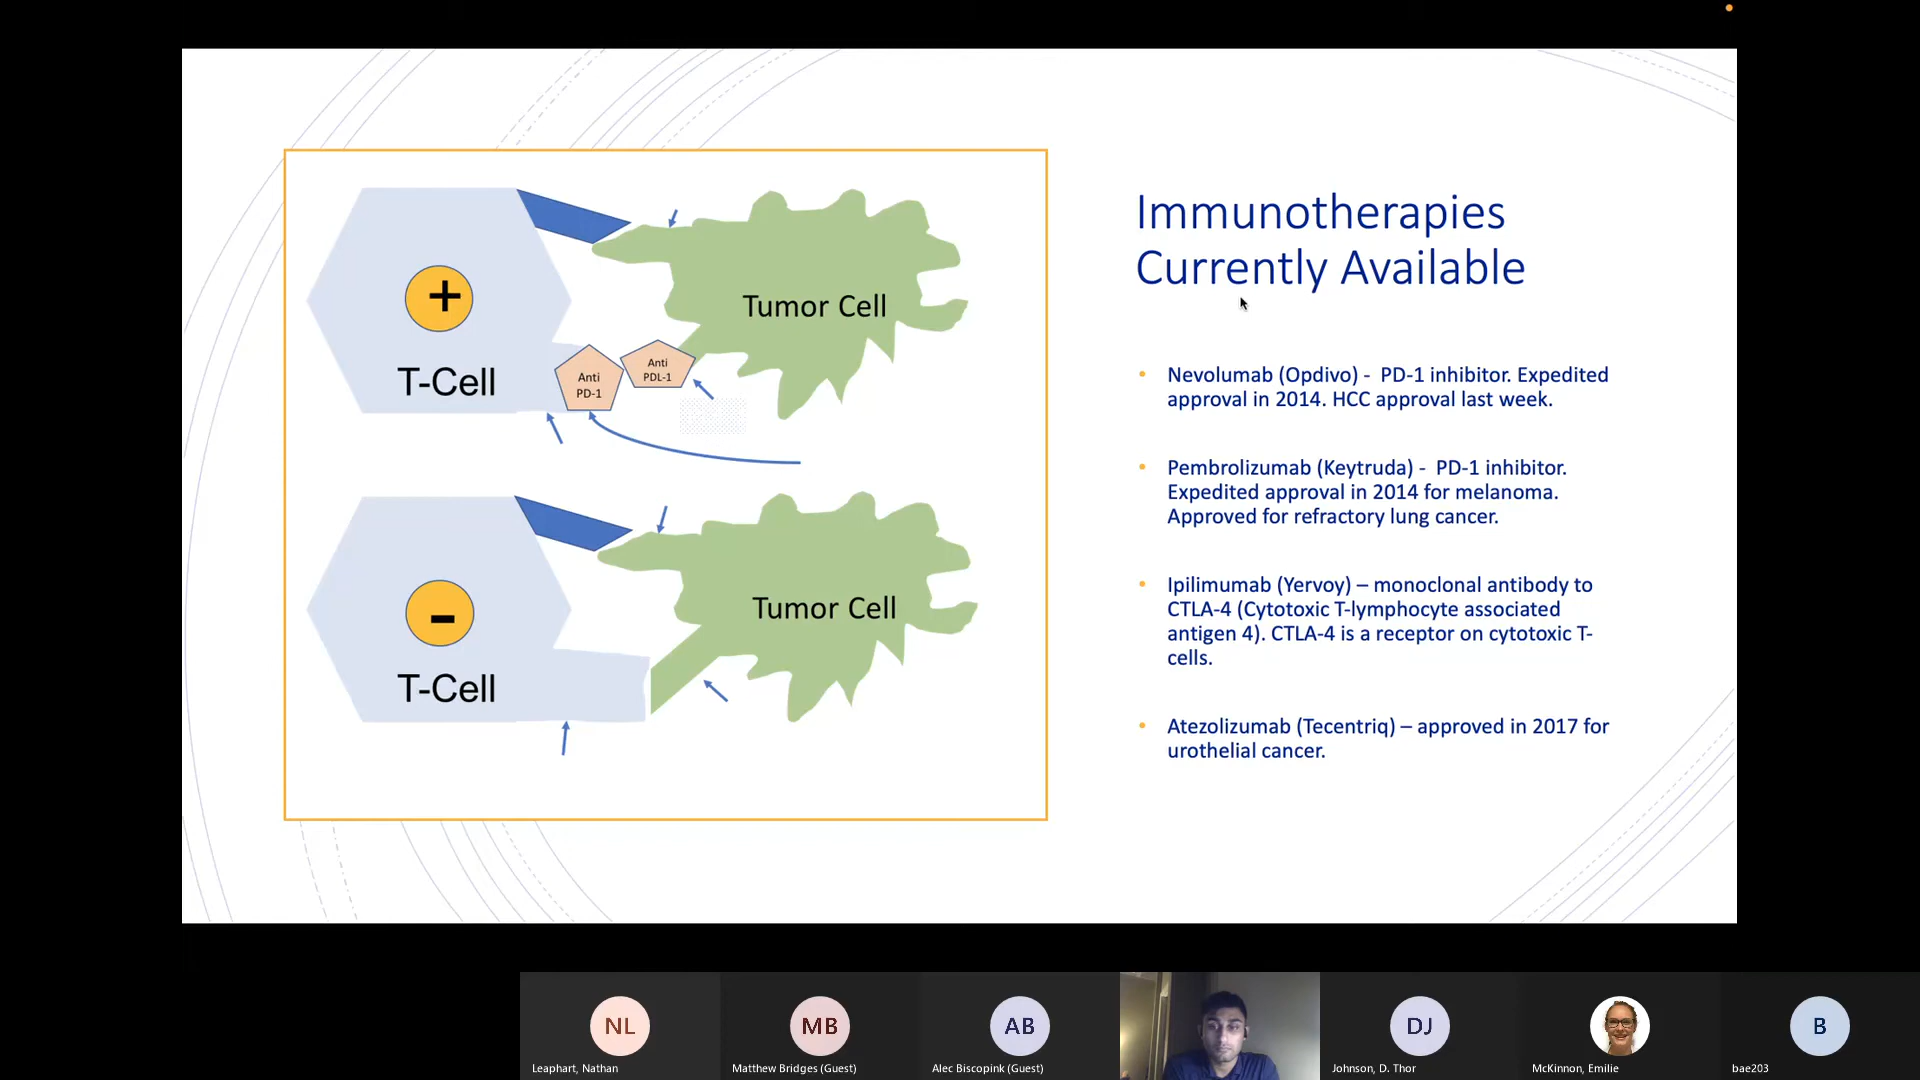 +
Tumor Cell
Anti
PD-1
Anti
PDL-1
T-Cell
-
Tumor Cell
T-Cell
Immunotherapies
Currently Available
• Nevolumab (Opdivo) - PD-1 inhibitor. Expedited
approval in 2014. HCC approval last week.
• Pembrolizumab (Keytruda) - PD-1 inhibitor.
Expedited approval in 2014 for melanoma.
Approved for refractory lung cancer.
• Ipilimumab (Yervoy) – monoclonal antibody to
CTLA-4 (Cytotoxic T-lymphocyte associated
antigen 4). CTLA-4 is a receptor on cytotoxic T-
cells.
• Atezolizumab (Tecentriq) – approved in 2017 for
urothelial cancer.
NL
Leaphart, Nathan
MB
Matthew Bridges (Guest)
AB
Alec Biscopink (Guest)
DJ
Johnson, D. Thor
McKinnon, Emilie
B
bae203